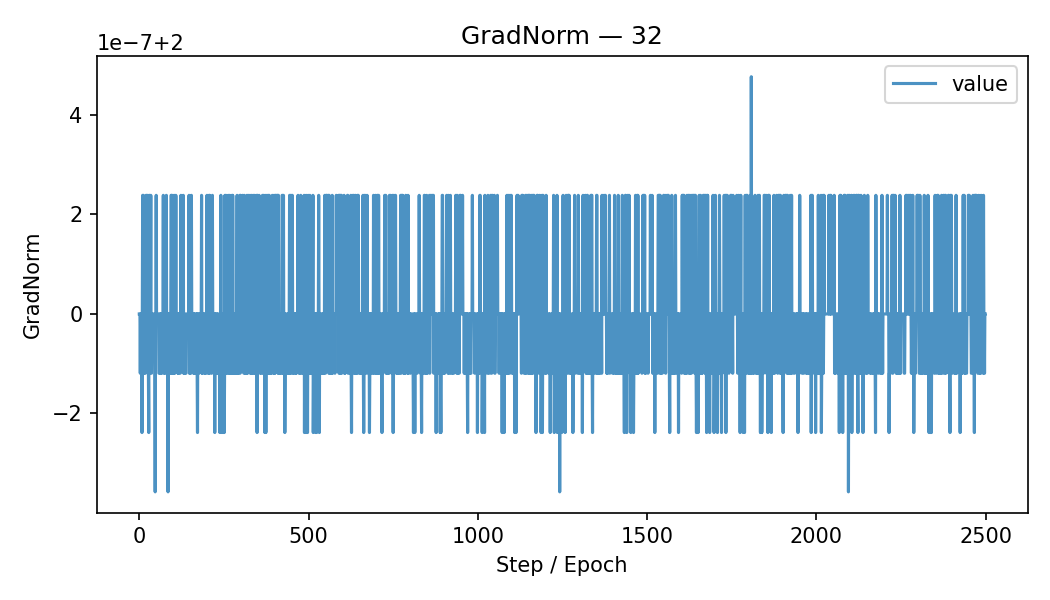 GradNorm — 32
1e−7+2
value
4
2
0
−2
GradNorm
0
500
1000
1500
2000
2500
Step / Epoch